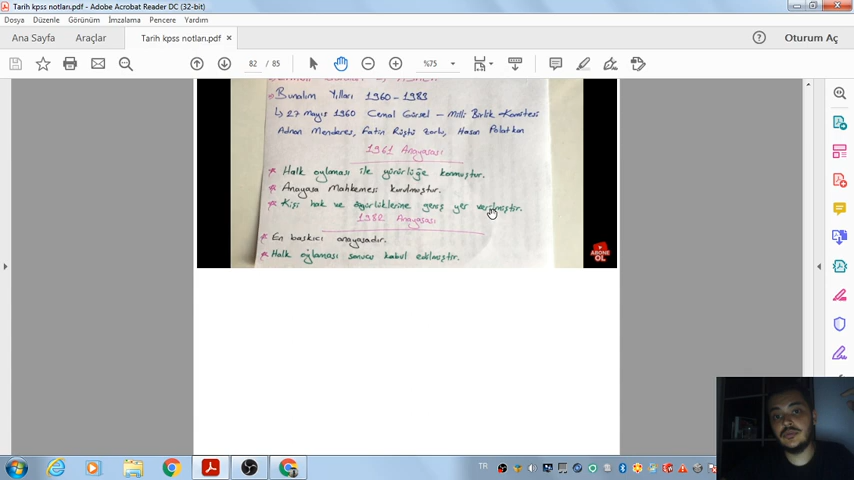 Tarih kpss notları.pdf - Adobe Acrobat Reader DC (32-bit)
Dosya Düzenle Görünüm İmzalama Pencere Yardım
Ana Sayfa Araçlar Tarih kpss notları.pdf × Oturum Aç
82 / 85 %75
Bunalım Yılları 1960-1983
27 Mayıs 1960 Cemal Gürsel - Milli Birlik Komitesi
Adnan Menderes, Fatin Rüştü Zorlu, Hasan Polatkan
1961 Anayasası
Halk oylaması ile yürürlüğe konmuştur.
Anayasa Mahkemesi kurulmuştur.
Kişi hak ve özgürlüklerine geniş yer verilmiştir.
1982 Anayasası
En baskıcı anayasadır.
Halk oylaması sonucu kabul edilmiştir.
ABONE
OL
TR